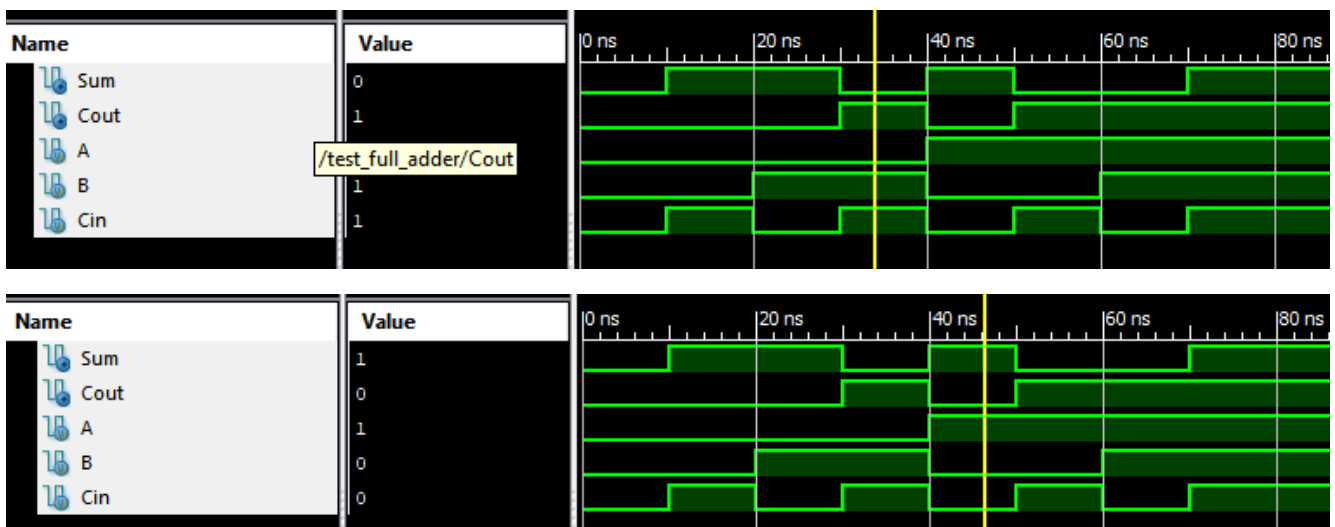 Name Value 0 ns 20 ns 40 ns 60 ns 80 ns
Sum 0
Cout 1
A
/test_full_adder/Cout
B 1
Cin 1
Name Value 0 ns 20 ns 40 ns 60 ns 80 ns
Sum 1
Cout 0
A 1
B 0
Cin 0